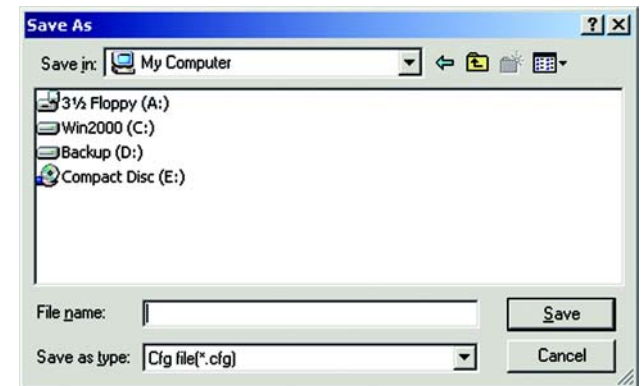 Save As
Save in: My Computer
3½ Floppy (A:)
Win2000 (C:)
Backup (D:)
Compact Disc (E:)
File name: Save
Save as type: Cfg file(*.cfg) Cancel